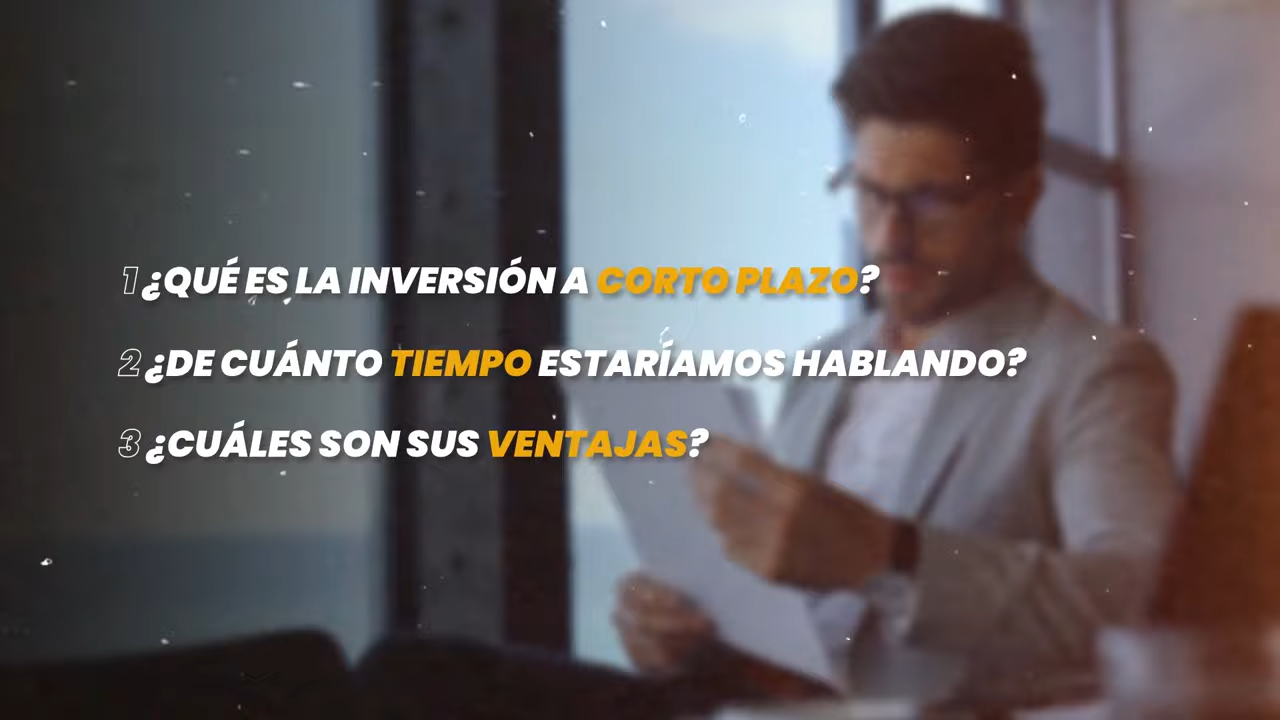 1 ¿QUÉ ES LA INVERSIÓN A CORTO PLAZO?
2 ¿DE CUÁNTO TIEMPO ESTARÍAMOS HABLANDO?
3 ¿CUÁLES SON SUS VENTAJAS?